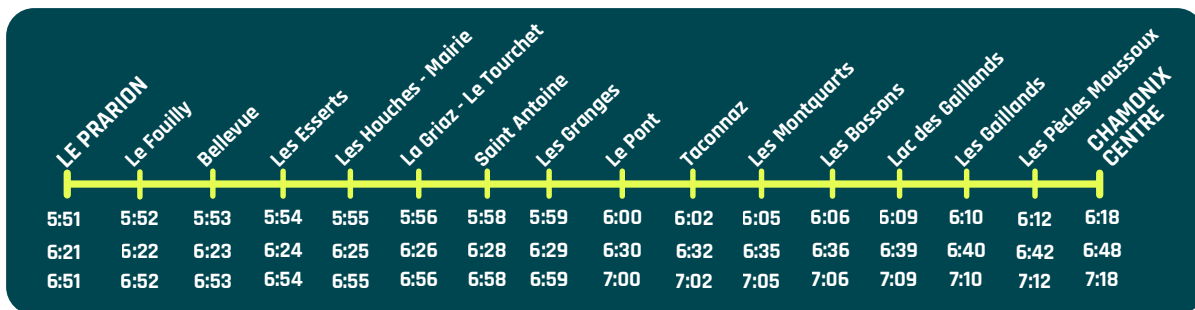 LE PRARION
Le Fouilly
Bellevue
Les Esserts
Les Houches - Mairie
La Griaz - Le Tourchet
Saint Antoine
Les Granges
Le Pont
Taconnaz
Les Montquarts
Les Bossons
Lac des Gaillands
Les Gaillands
Les Pècles Moussoux
CHAMONIX
CENTRE
5:51 5:52 5:53 5:54 5:55 5:56 5:58 5:59 6:00 6:02 6:05 6:06 6:09 6:10 6:12 6:18
6:21 6:22 6:23 6:24 6:25 6:26 6:28 6:29 6:30 6:32 6:35 6:36 6:39 6:40 6:42 6:48
6:51 6:52 6:53 6:54 6:55 6:56 6:58 6:59 7:00 7:02 7:05 7:06 7:09 7:10 7:12 7:18